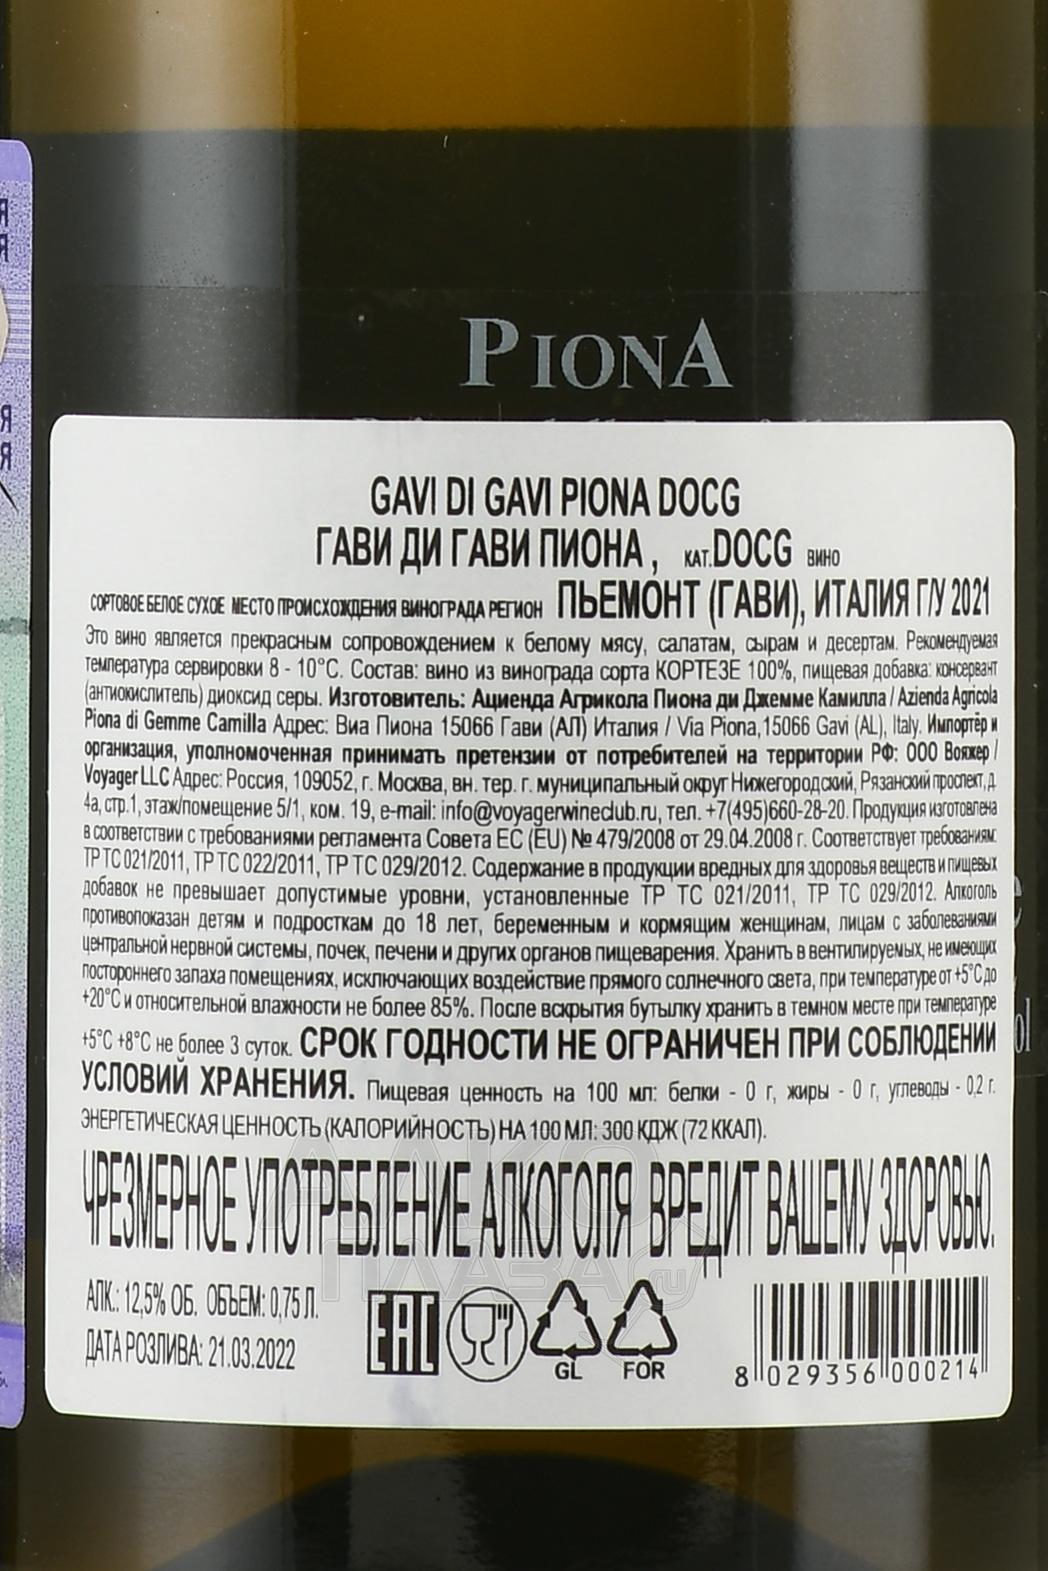 PIONA
GAVI DI GAVI PIONA DOCG
ГАВИ ДИ ГАВИ ПИОНА , КАТ.DOCG ВИНО
СОРТОВОЕ БЕЛОЕ СУХОЕ МЕСТО ПРОИСХОЖДЕНИЯ ВИНОГРАДА РЕГИОН ПЬЕМОНТ (ГАВИ), ИТАЛИЯ Г/У 2021
Это вино является прекрасным сопровождением к белому мясу, салатам, сырам и десертам. Рекомендуемая
температура сервировки 8 - 10°С. Состав: вино из винограда сорта КОРТЕЗЕ 100%, пищевая добавка: консервант
(антиокислитель) диоксид серы. Изготовитель: Ациенда Агрикола Пиона ди Джемме Камилла / Azienda Agricola
Piona di Gemme Camilla Адрес: Виа Пиона 15066 Гави (АЛ) Италия / Via Piona,15066 Gavi (AL), Italy. Импортёр и
организация, уполномоченная принимать претензии от потребителей на территории РФ: ООО Вояжер /
Voyager LLC Адрес: Россия, 109052, г. Москва, вн. тер. г. муниципальный округ Нижегородский, Рязанский проспект, д.
4а, стр.1, этаж/помещение 5/1, ком. 19, e-mail: info@voyagerwineclub.ru, тел. +7(495)660-28-20. Продукция изготовлена
в соответствии с требованиями регламента Совета ЕС (EU) № 479/2008 от 29.04.2008 г. Соответствует требованиям:
ТР ТС 021/2011, ТР ТС 022/2011, ТР ТС 029/2012. Содержание в продукции вредных для здоровья веществ и пищевых
добавок не превышает допустимые уровни, установленные ТР ТС 021/2011, ТР ТС 029/2012. Алкоголь
противопоказан детям и подросткам до 18 лет, беременным и кормящим женщинам, лицам с заболеваниями
центральной нервной системы, почек, печени и других органов пищеварения. Хранить в вентилируемых, не имеющих
постороннего запаха помещениях, исключающих воздействие прямого солнечного света, при температуре от +5°С до
+20°С и относительной влажности не более 85%. После вскрытия бутылку хранить в темном месте при температуре
+5°С +8°С не более 3 суток. СРОК ГОДНОСТИ НЕ ОГРАНИЧЕН ПРИ СОБЛЮДЕНИИ
УСЛОВИЙ ХРАНЕНИЯ. Пищевая ценность на 100 мл: белки - 0 г, жиры - 0 г, углеводы - 0,2 г.
ЭНЕРГЕТИЧЕСКАЯ ЦЕННОСТЬ (КАЛОРИЙНОСТЬ) НА 100 МЛ: 300 КДЖ (72 ККАЛ).
ЧРЕЗМЕРНОЕ УПОТРЕБЛЕНИЕ АЛКОГОЛЯ ВРЕДИТ ВАШЕМУ ЗДОРОВЬЮ.
АЛК.: 12,5% ОБ. ОБЪЕМ: 0,75 Л.
ДАТА РОЗЛИВА: 21.03.2022
EAC
GL
FOR
8 029356 000214
АЛКО
ПЛАЗА.ru